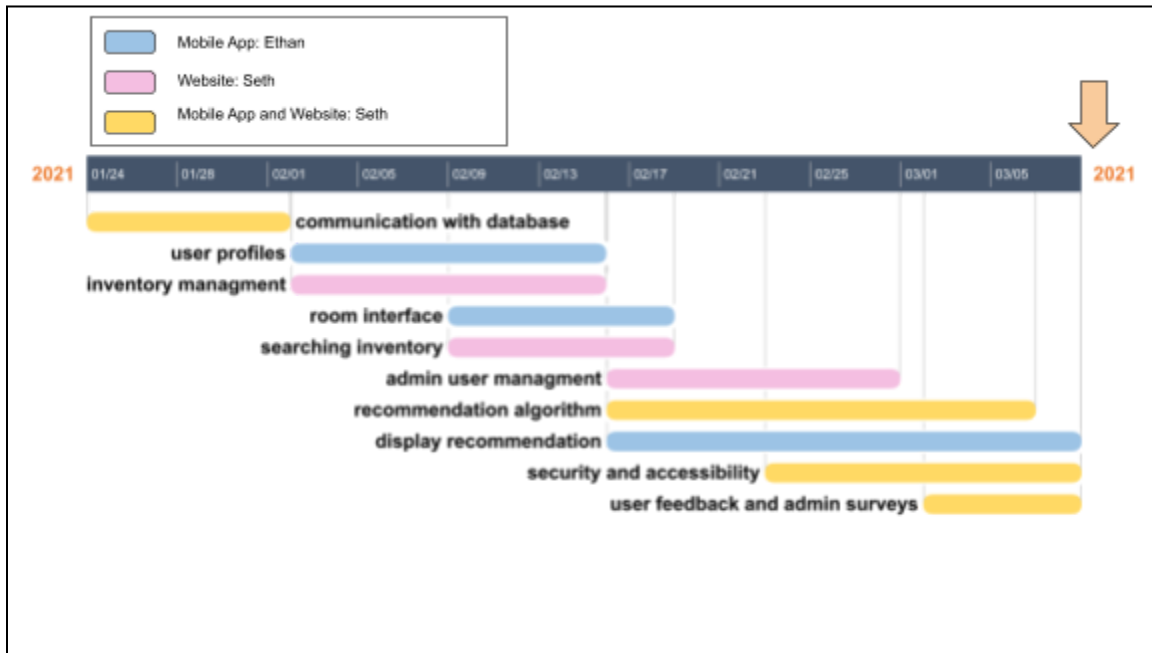 Mobile App: Ethan
Website: Seth
Mobile App and Website: Seth
2021 01/24 01/28 02/01 02/05 02/09 02/13 02/17 02/21 02/25 03/01 03/05 2021
communication with database
user profiles
inventory managment
room interface
searching inventory
admin user managment
recommendation algorithm
display recommendation
security and accessibility
user feedback and admin surveys